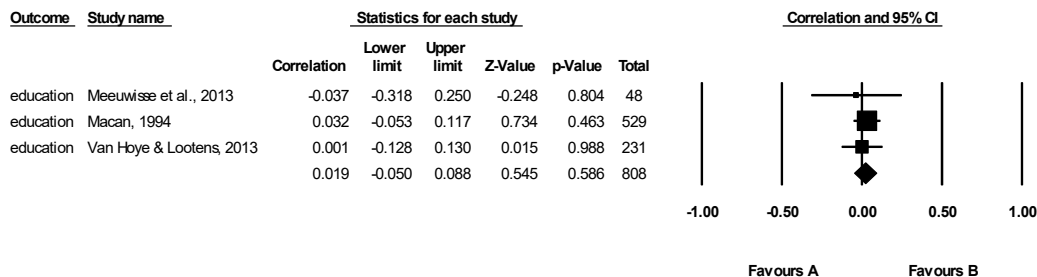 Outcome Study name Statistics for each study Correlation and 95% CI
Lower Upper
Correlation limit limit Z-Value p-Value Total
education Meeuwisse et al., 2013 -0.037 -0.318 0.250 -0.248 0.804 48
education Macan, 1994 0.032 -0.053 0.117 0.734 0.463 529
education Van Hoye & Lootens, 2013 0.001 -0.128 0.130 0.015 0.988 231
0.019 -0.050 0.088 0.545 0.586 808
-1.00 -0.50 0.00 0.50 1.00
Favours A Favours B